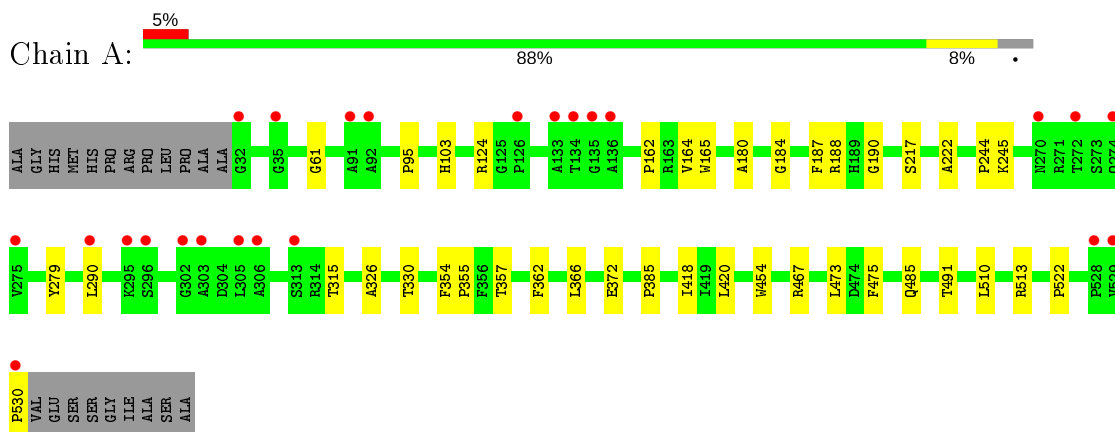 5%
Chain A:
88% 8% •
ALA GLY HIS MET HIS PRO ARG PRO LEU PRO ALA ALA G32 G35 G61 A91 A92 P95 H103 R124 G125 P126 A133 T134 G135 A136 P162 R163 V164 W165 A180 G184 F187 R188 H189 G190 S217 A222 P244 K245 N270 R271 T272 S273
V275 Y279 L290 K295 S296 G302 A303 D304 L305 A306 S313 R314 T315 A326 T330 F354 P355 F356 T357 F362 L366 E372 P385 I418 I419 L420 W454 R467 L473 D474 F475 Q485 T491 L510 R513 P522 P528 V529
P530 VAL GLU SER SER GLY ILE ALA SER ALA